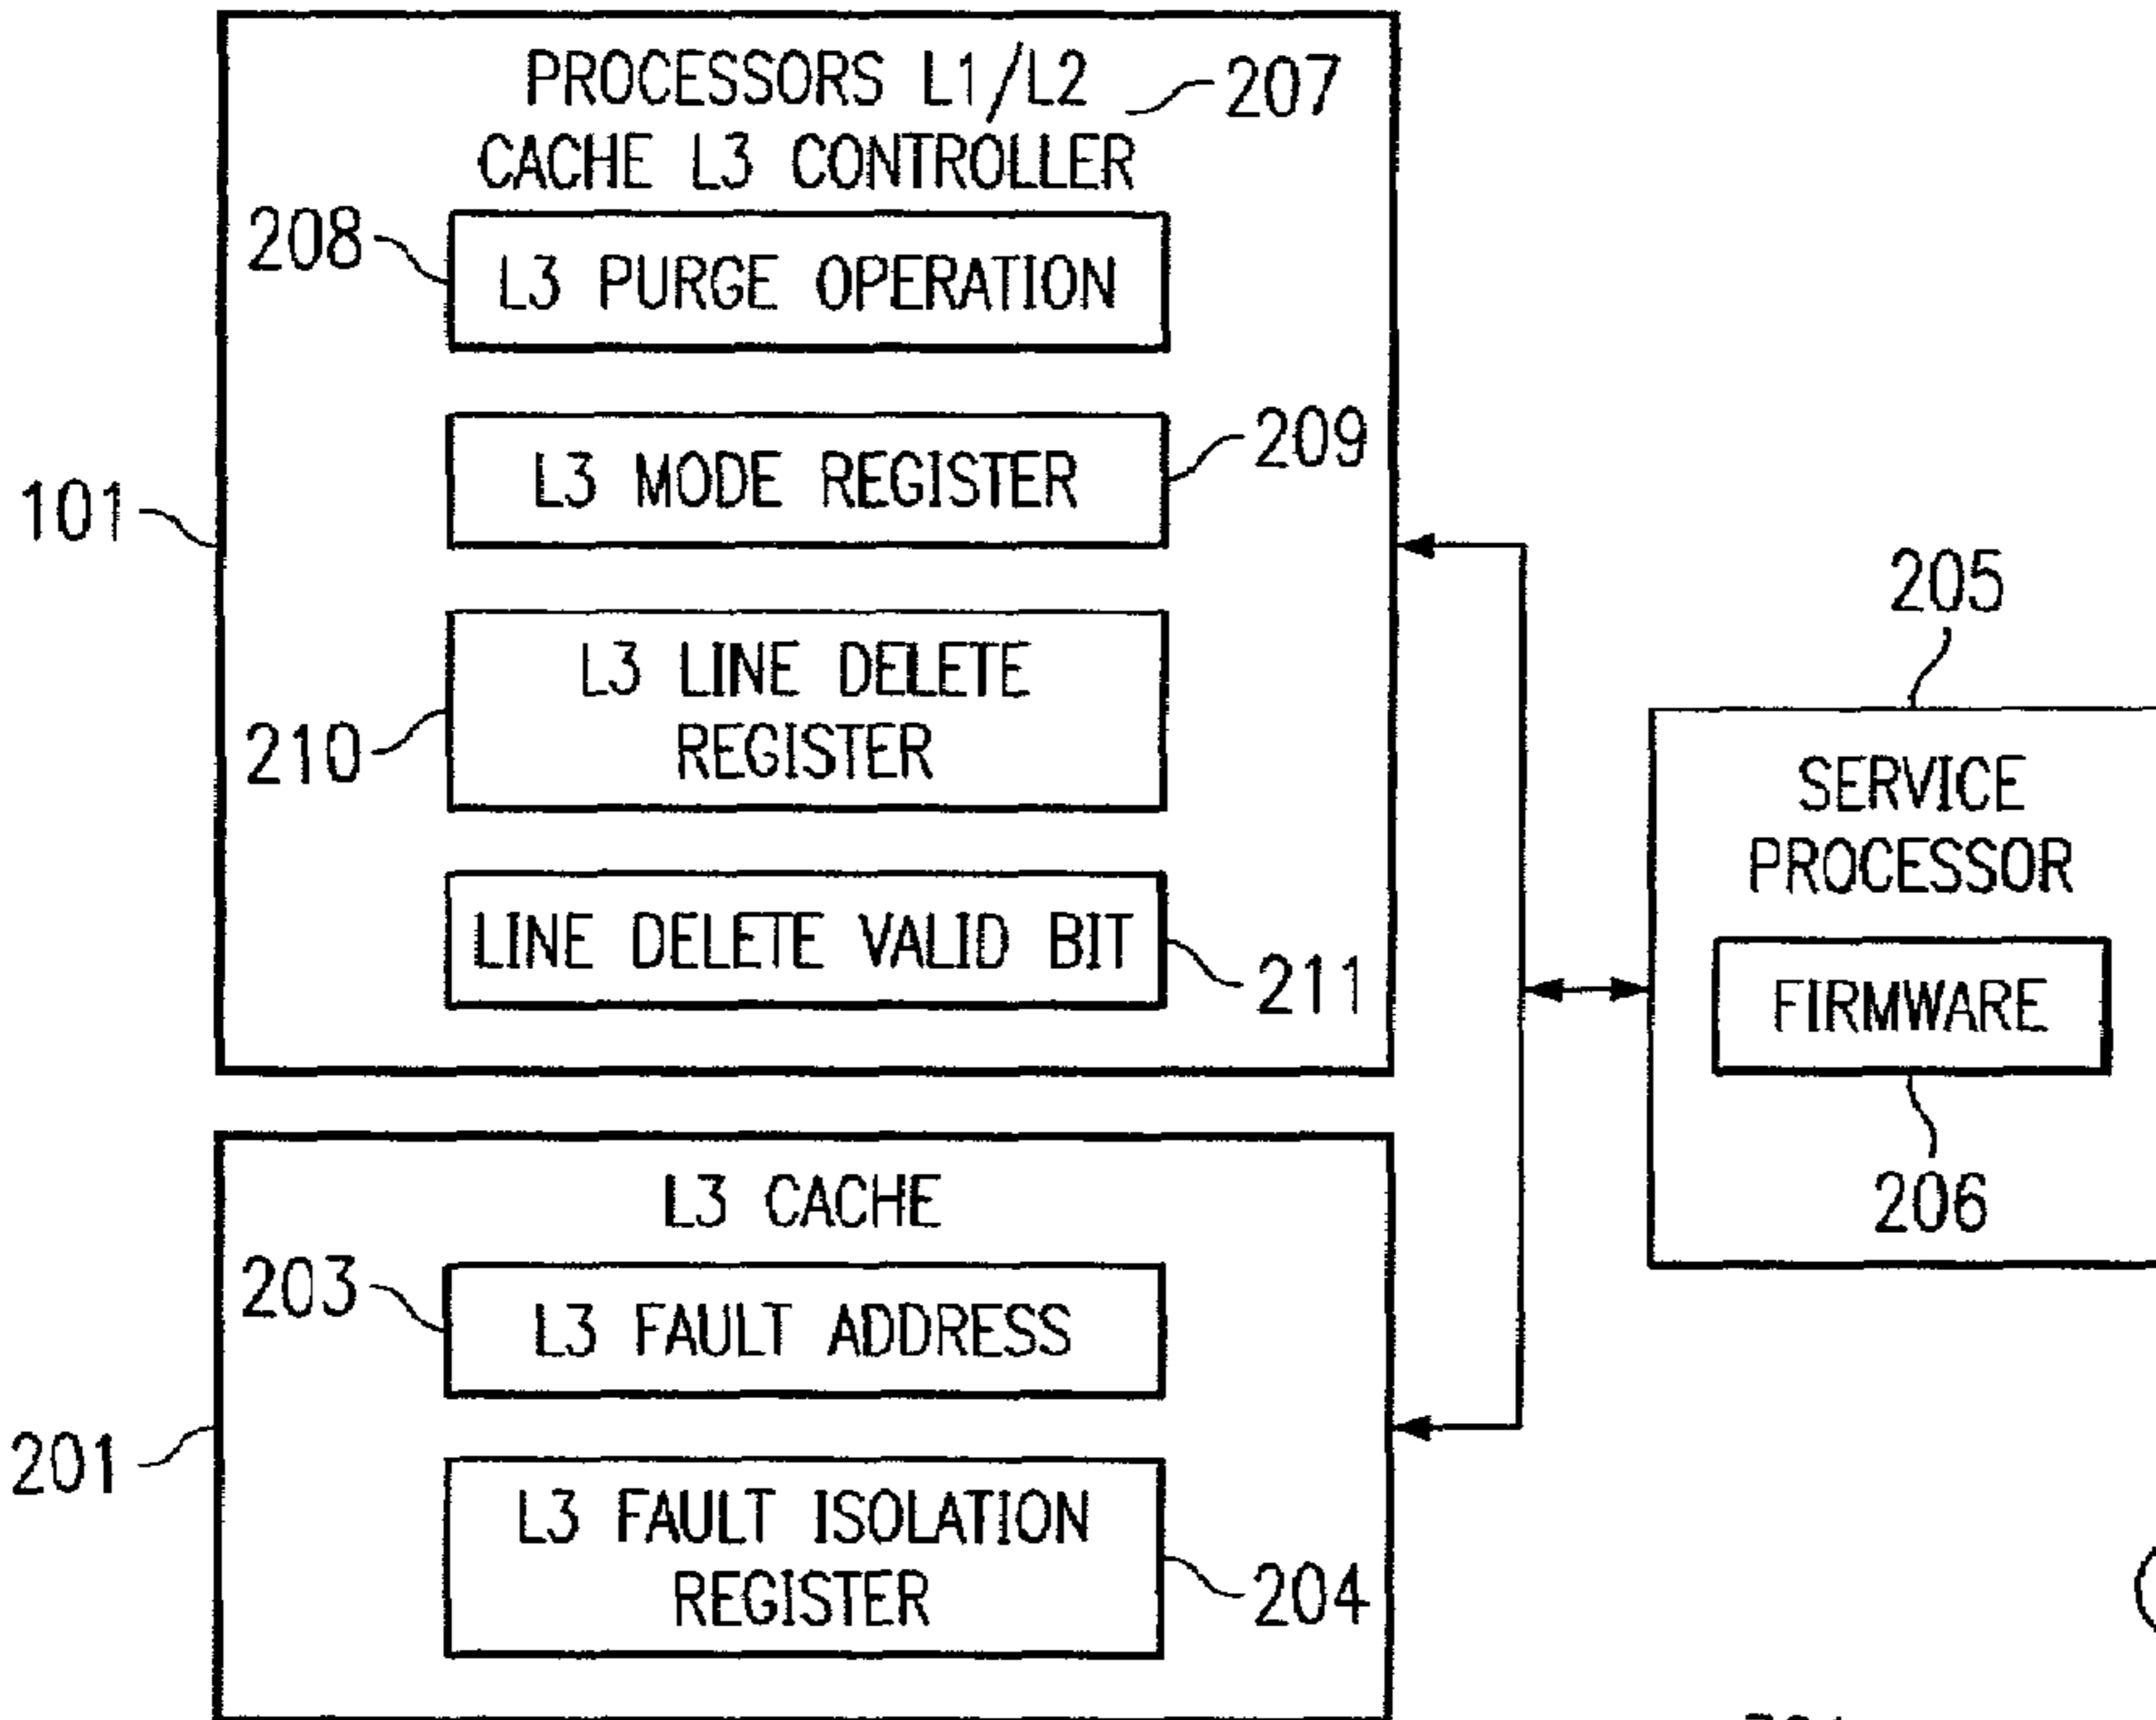 PROCESSORS L1/L2
207
CACHE L3 CONTROLLER
208
L3 PURGE OPERATION
209
L3 MODE REGISTER
101
L3 LINE DELETE
REGISTER
210
LINE DELETE VALID BIT
211
205
SERVICE
PROCESSOR
FIRMWARE
206
L3 CACHE
203
L3 FAULT ADDRESS
201
L3 FAULT ISOLATION
REGISTER
204